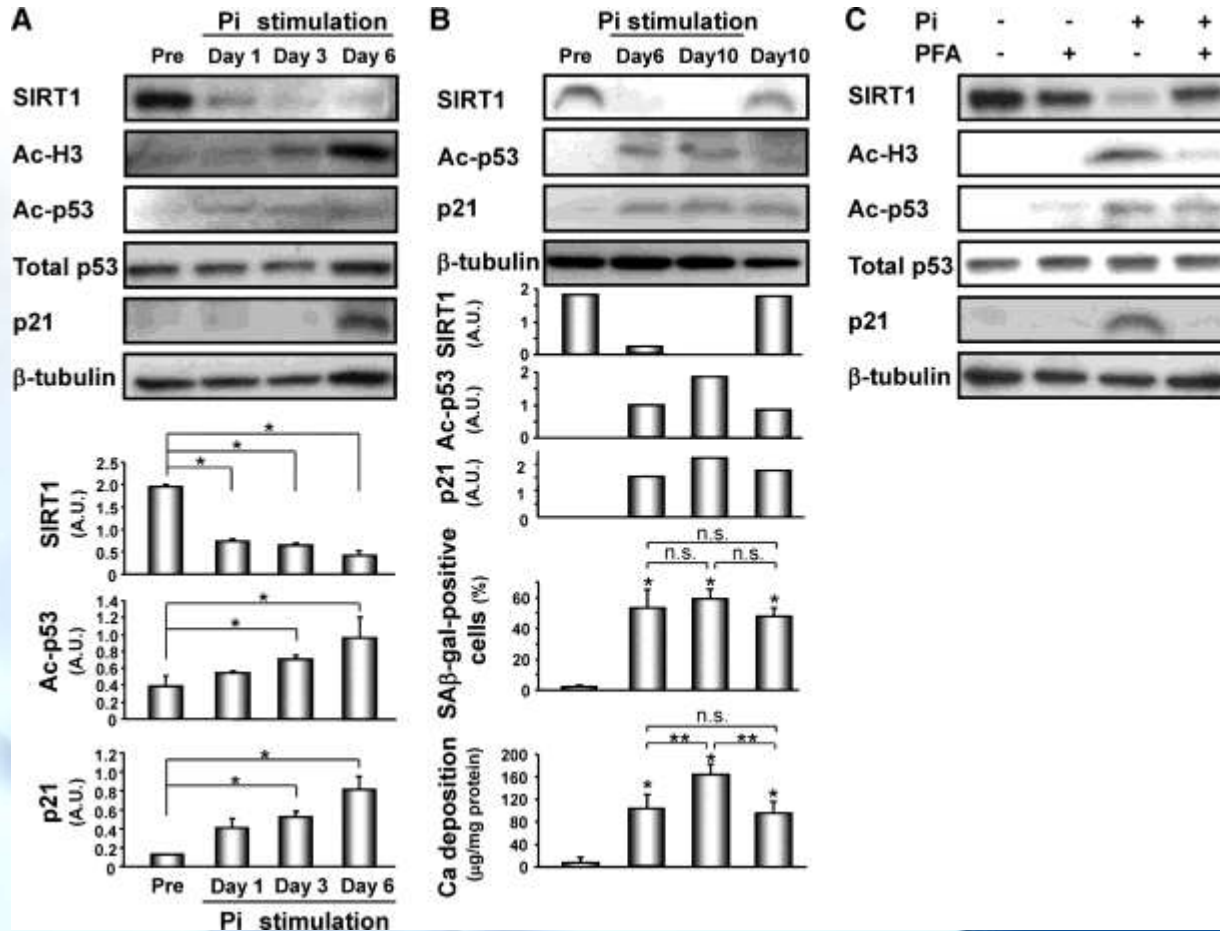 A
Pi stimulation
Pre Day 1 Day 3 Day 6
SIRT1
Ac-H3
Ac-p53
Total p53
p21
β-tubulin
* * *
2.5
2.0
1.5
1.0
0.5
0
SIRT1
(A.U.)
* *
1.4
1.2
1.0
0.8
0.6
0.4
0.2
0
Ac-p53
(A.U.)
* *
1.2
1.0
0.8
0.6
0.4
0.2
0
p21
(A.U.)
Pre Day 1 Day 3 Day 6
Pi stimulation
B
Pi stimulation
Pre Day6 Day10 Day10
SIRT1
Ac-p53
p21
β-tubulin
2
1
0
SIRT1
(A.U.)
2
1
0
Ac-p53
(A.U.)
2
1
0
p21
(A.U.)
n.s.
n.s. n.s.
* * *
60
40
20
0
SAβ-gal-positive
cells (%)
n.s.
** **
* * *
200
160
120
80
40
0
Ca deposition
(µg/mg protein)
C
Pi - - + +
PFA - + - +
SIRT1
Ac-H3
Ac-p53
Total p53
p21
β-tubulin